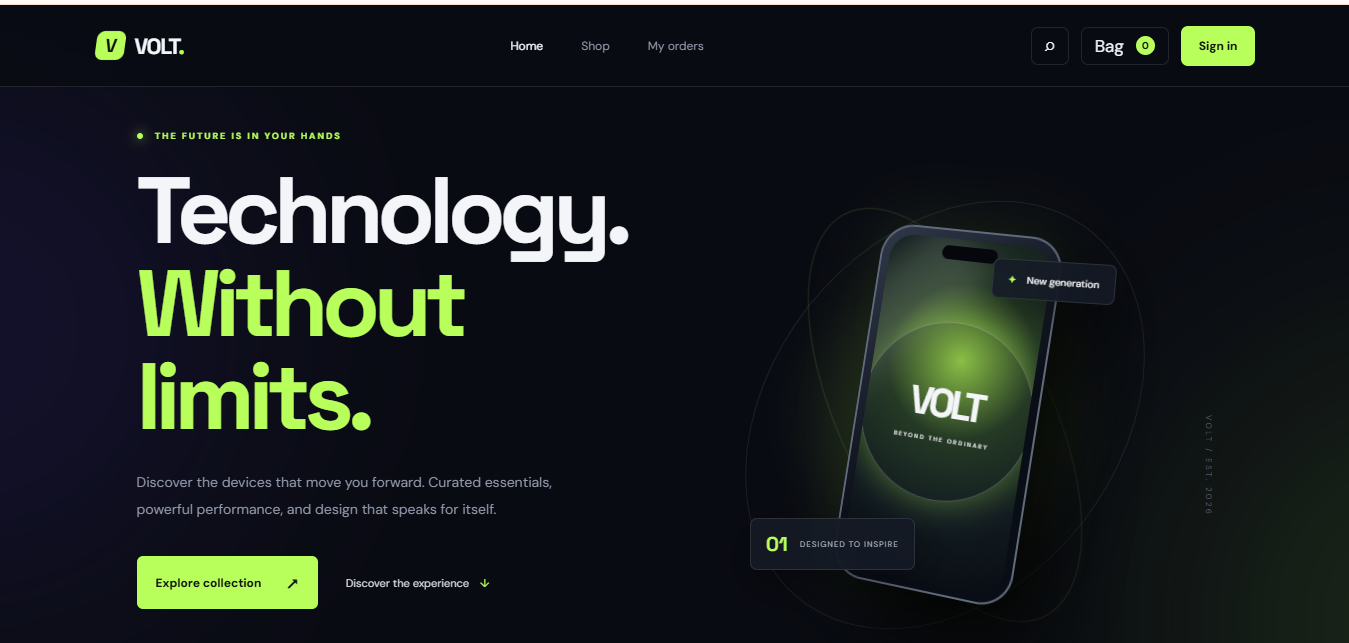 V VOLT.
Home Shop My orders
Bag 0 Sign in
THE FUTURE IS IN YOUR HANDS
Technology.
Without
limits.
Discover the devices that move you forward. Curated essentials,
powerful performance, and design that speaks for itself.
Explore collection ↗ Discover the experience ↓
✦ New generation
VOLT
BEYOND THE ORDINARY
01 DESIGNED TO INSPIRE
VOLT / EST. 2026